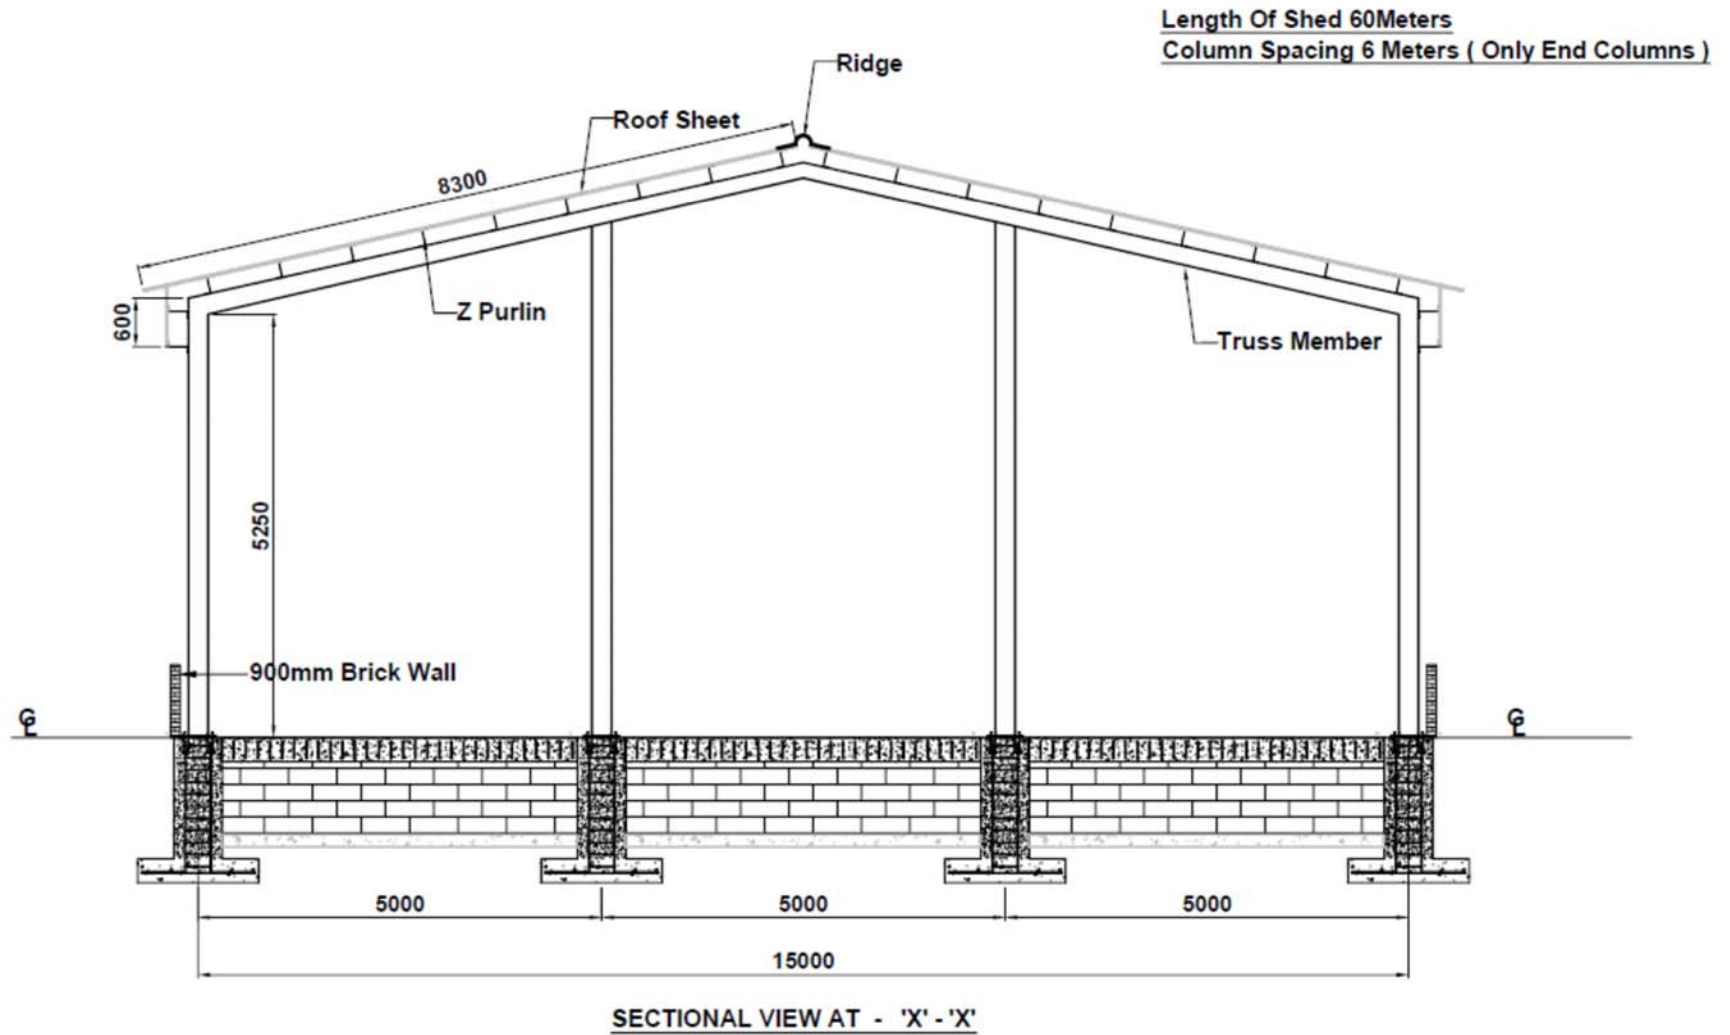 Length Of Shed 60Meters
Column Spacing 6 Meters ( Only End Columns )
Ridge
Roof Sheet
8300
Z Purlin
600
Truss Member
5250
900mm Brick Wall
GL
GL
5000
5000
5000
15000
SECTIONAL VIEW AT - 'X' - 'X'